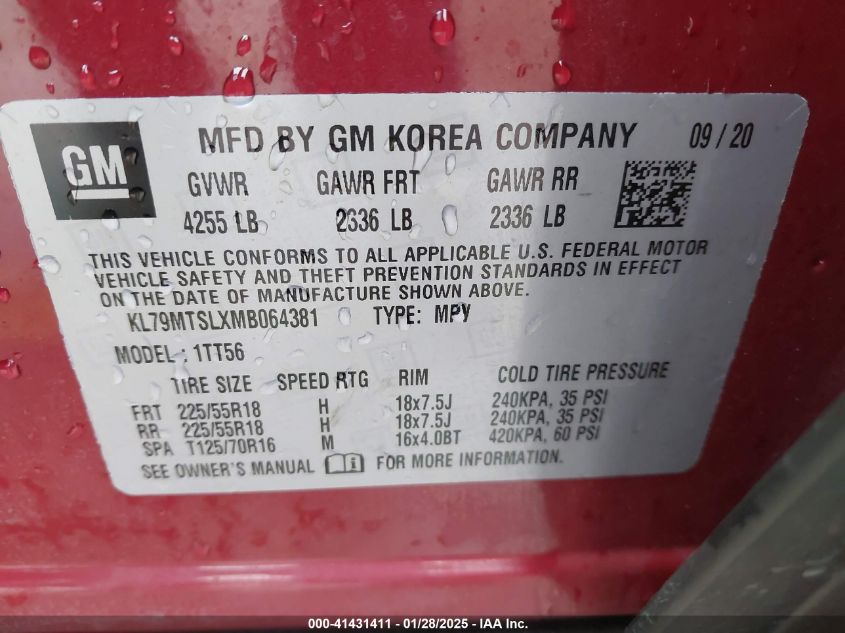 GM
MFD BY GM KOREA COMPANY 09/20
GVWR GAWR FRT GAWR RR
4255 LB 2336 LB 2336 LB
THIS VEHICLE CONFORMS TO ALL APPLICABLE U.S. FEDERAL MOTOR
VEHICLE SAFETY AND THEFT PREVENTION STANDARDS IN EFFECT
ON THE DATE OF MANUFACTURE SHOWN ABOVE.
KL79MTSLXMB064381 TYPE: MPV
MODEL : 1TT56
TIRE SIZE SPEED RTG RIM COLD TIRE PRESSURE
FRT 225/55R18 H 18x7.5J 240KPA, 35 PSI
RR 225/55R18 H 18x7.5J 240KPA, 35 PSI
SPA T125/70R16 M 16x4.0BT 420KPA, 60 PSI
SEE OWNER'S MANUAL FOR MORE INFORMATION.
000-41431411 - 01/28/2025 - IAA Inc.